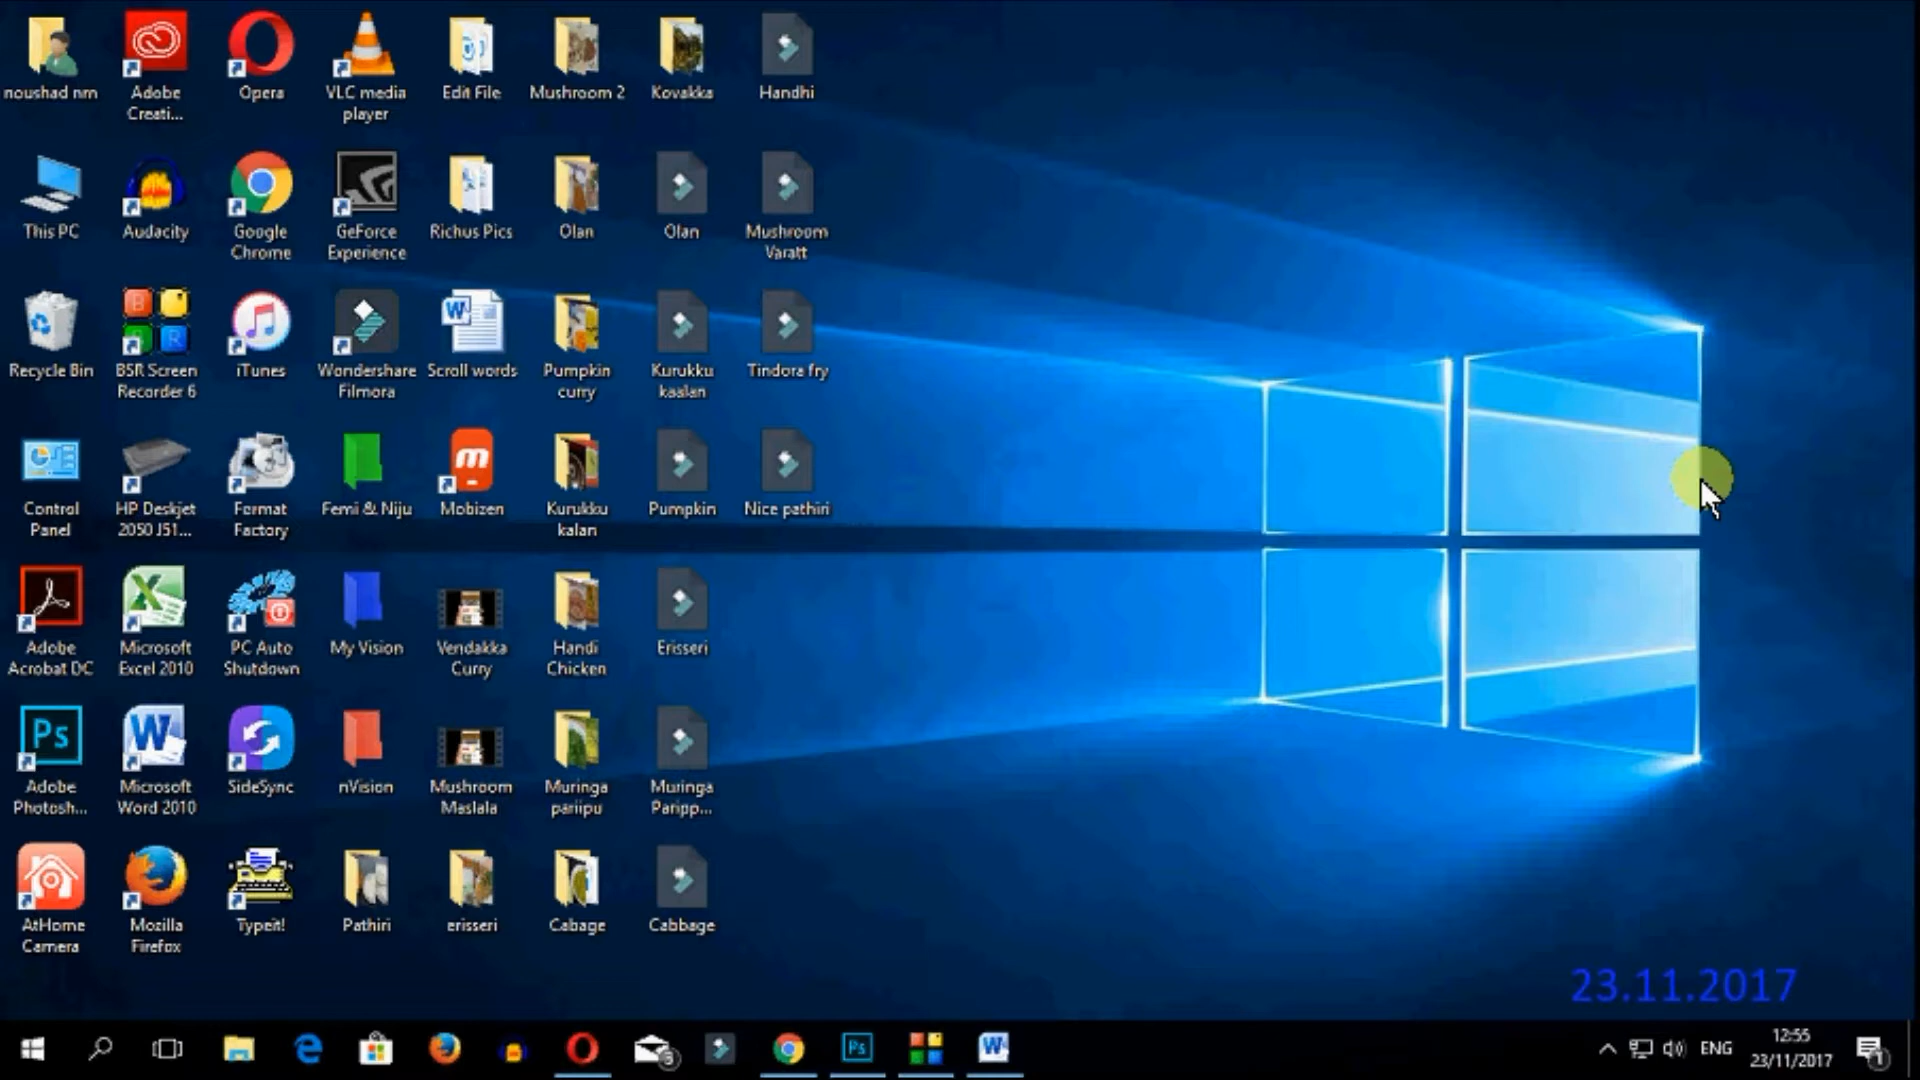 noushad nm
Adobe
Creati...
Opera
VLC media
player
Edit File
Mushroom 2
Kovakka
Handhi
This PC
Audacity
Google
Chrome
GeForce
Experience
Richus Pics
Olan
Olan
Mushroom
Varatt
Recycle Bin
BSR Screen
Recorder 6
iTunes
Wondershare
Filmora
Scroll words
Pumpkin
curry
Kurukku
kaalan
Tindora fry
Control
Panel
HP Deskjet
2050 J51...
Format
Factory
Femi & Niju
m
Mobizen
Kurukku
kalan
Pumpkin
Nice pathiri
Adobe
Acrobat DC
Microsoft
Excel 2010
PC Auto
Shutdown
My Vision
Vendakka
Curry
Handi
Chicken
Erisseri
Ps
Adobe
Photosh...
W
Microsoft
Word 2010
SideSync
nVision
Mushroom
Maslala
Muringa
pariipu
Muringa
Paripp...
AtHome
Camera
Mozilla
Firefox
Typeit!
Pathiri
erisseri
Cabage
Cabbage
23.11.2017
3
Ps
W
ENG
12:55
23/11/2017
1